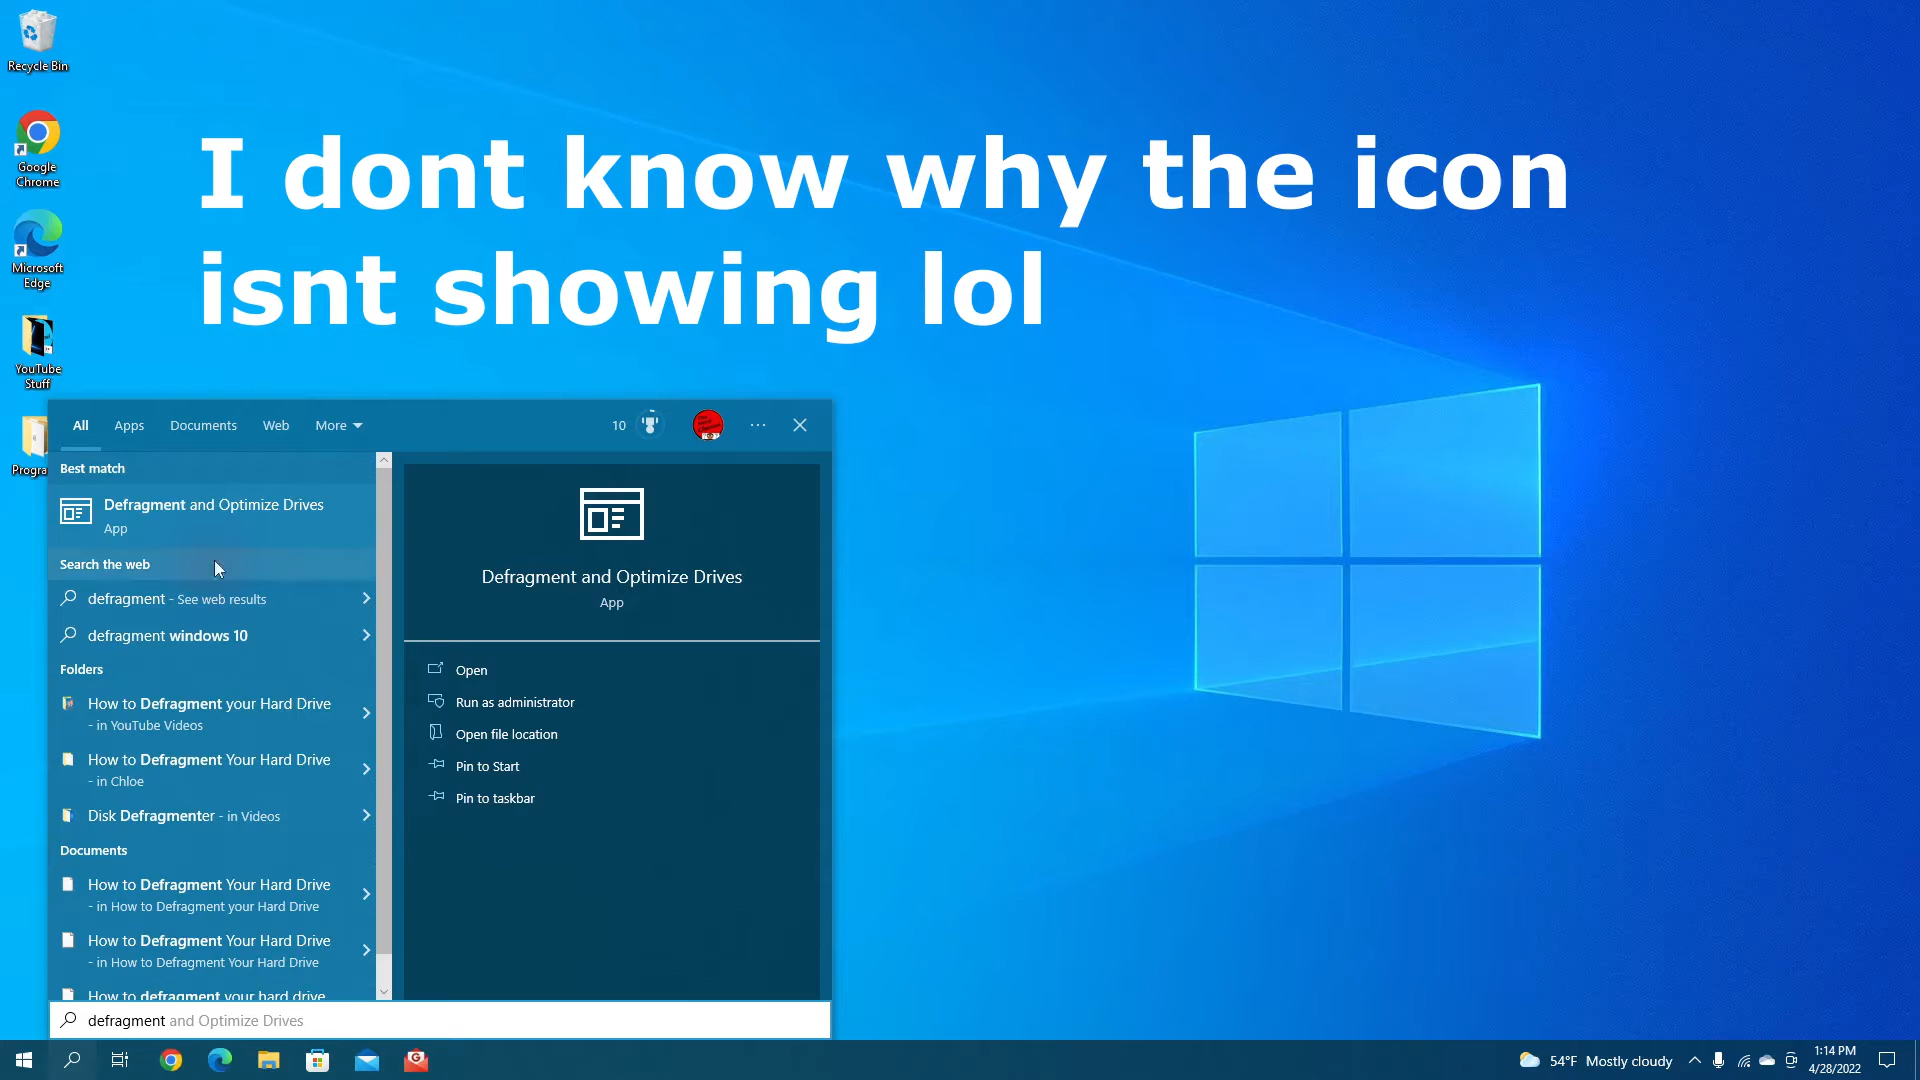 Recycle Bin
Google
Chrome
Microsoft
Edge
YouTube
Stuff
Progra
I dont know why the icon
isnt showing lol
All Apps Documents Web More 10
Best match
Defragment and Optimize Drives
App
Search the web
defragment - See web results
defragment windows 10
Folders
How to Defragment your Hard Drive
- in YouTube Videos
How to Defragment Your Hard Drive
- in Chloe
Disk Defragmenter - in Videos
Documents
How to Defragment Your Hard Drive
- in How to Defragment your Hard Drive
How to Defragment Your Hard Drive
- in How to Defragment Your Hard Drive
How to defragment your hard drive
Defragment and Optimize Drives
App
Open
Run as administrator
Open file location
Pin to Start
Pin to taskbar
defragment and Optimize Drives
54°F Mostly cloudy
1:14 PM
4/28/2022